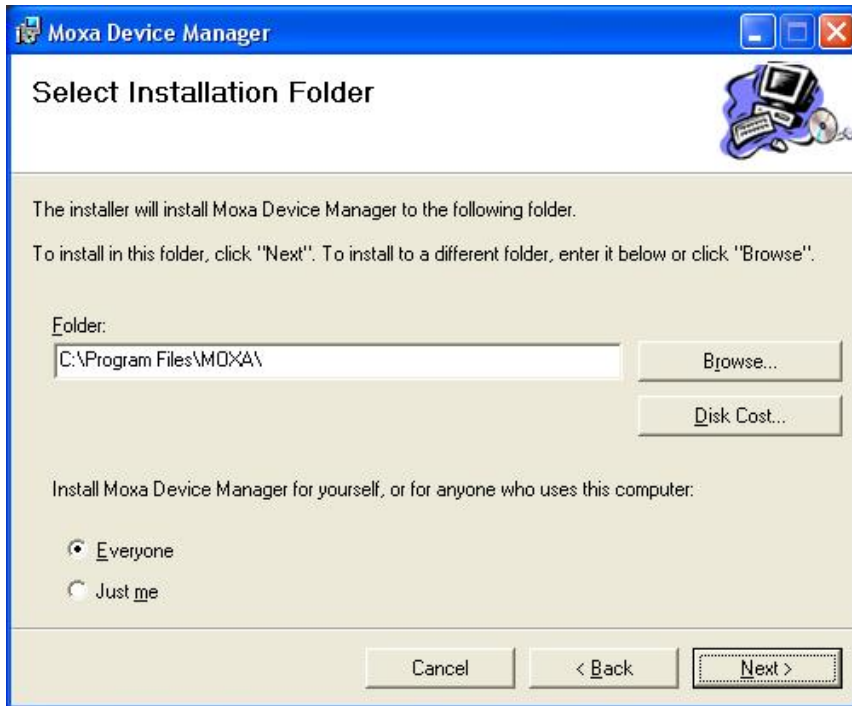 Moxa Device Manager
Select Installation Folder
The installer will install Moxa Device Manager to the following folder.
To install in this folder, click "Next". To install to a different folder, enter it below or click "Browse".
Folder:
C:\Program Files\MOXA\
Browse...
Disk Cost...
Install Moxa Device Manager for yourself, or for anyone who uses this computer:
Everyone
Just me
Cancel
< Back
Next >